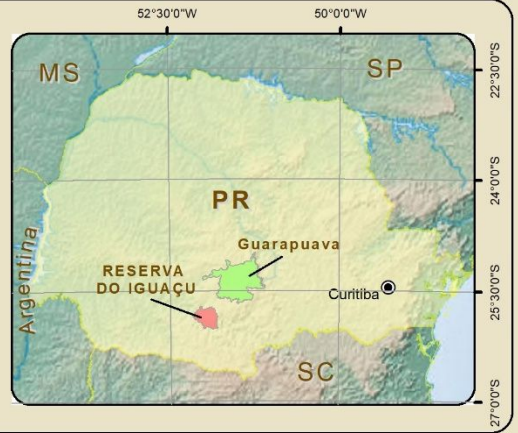 52°30'0"W
50°0'0"W
MS
SP
22°30'0"S
24°0'0"S
PR
Guarapuava
RESERVA
DO IGUAÇU
Argentina
Curitiba
25°30'0"S
SC
27°0'0"S